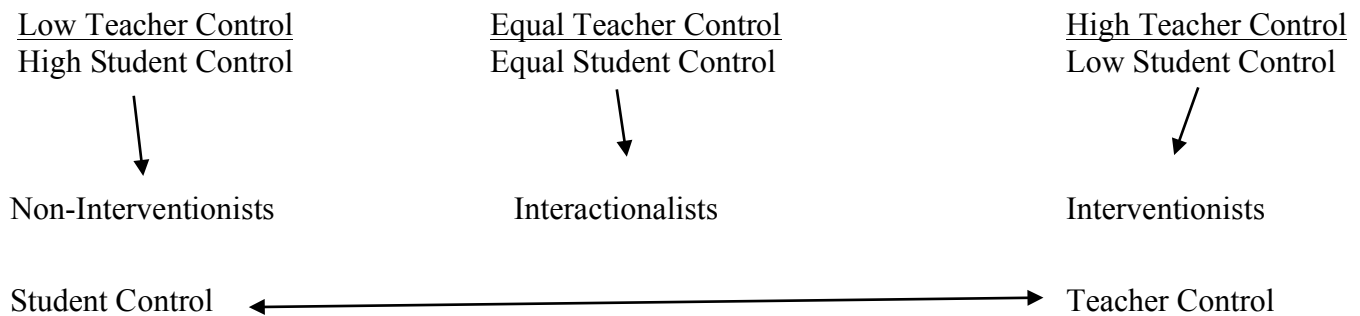 Low Teacher Control Equal Teacher Control High Teacher Control
High Student Control Equal Student Control Low Student Control
Non-Interventionists Interactionalists Interventionists
Student Control Teacher Control